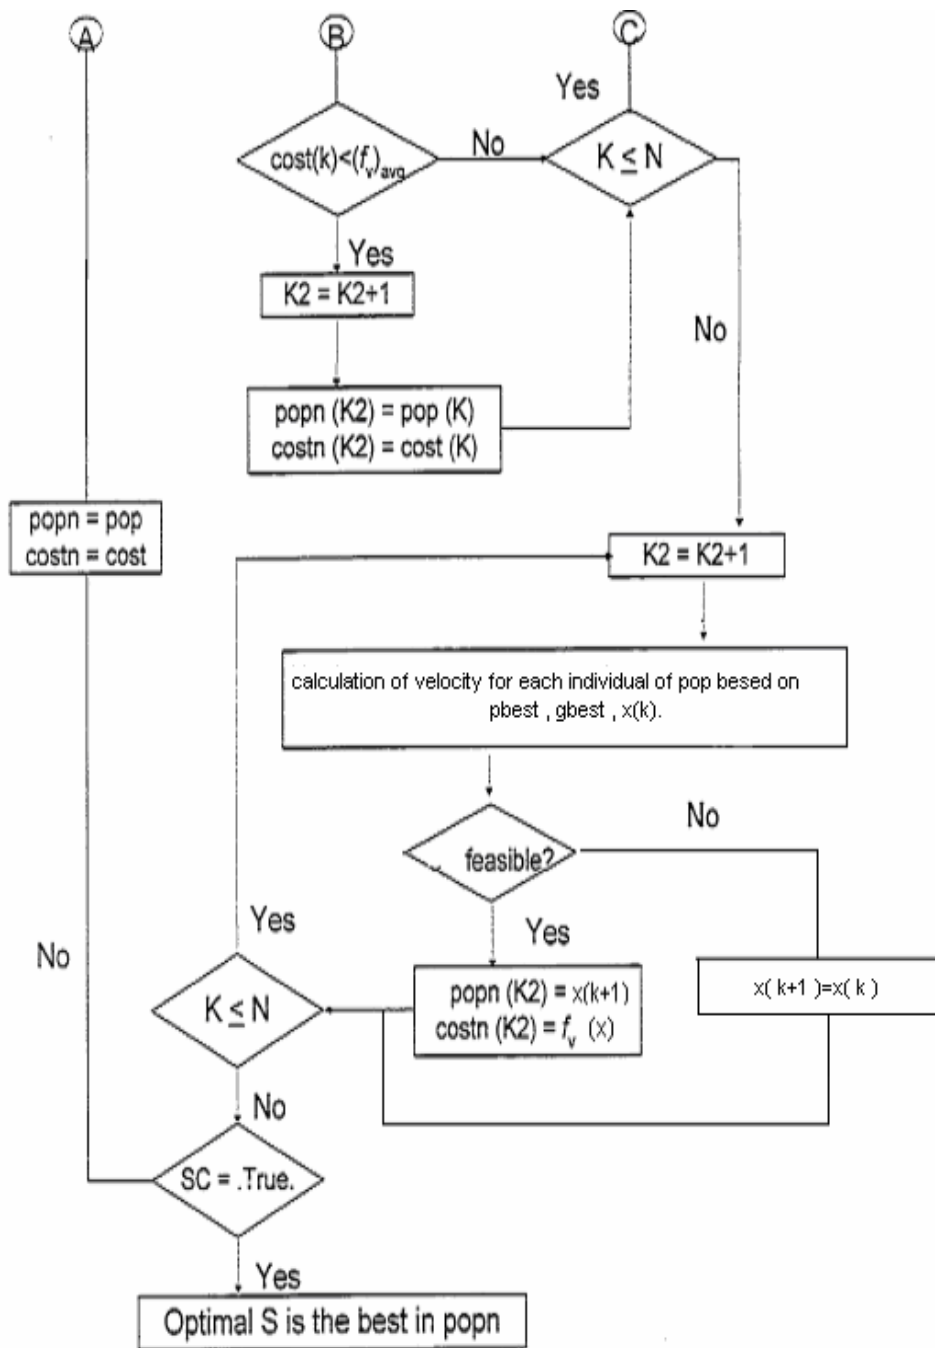 A
B
C
Yes
cost(k)<(fv)avg
No
K ≤ N
Yes
K2 = K2+1
No
popn (K2) = pop (K)
costn (K2) = cost (K)
popn = pop
costn = cost
K2 = K2+1
calculation of velocity for each individual of pop besed on
pbest , gbest , x(k).
No
feasible?
Yes
Yes
No
K ≤ N
popn (K2) = x(k+1)
costn (K2) = fv (x)
x( k+1 )=x( k )
No
SC = .True.
Yes
Optimal S is the best in popn